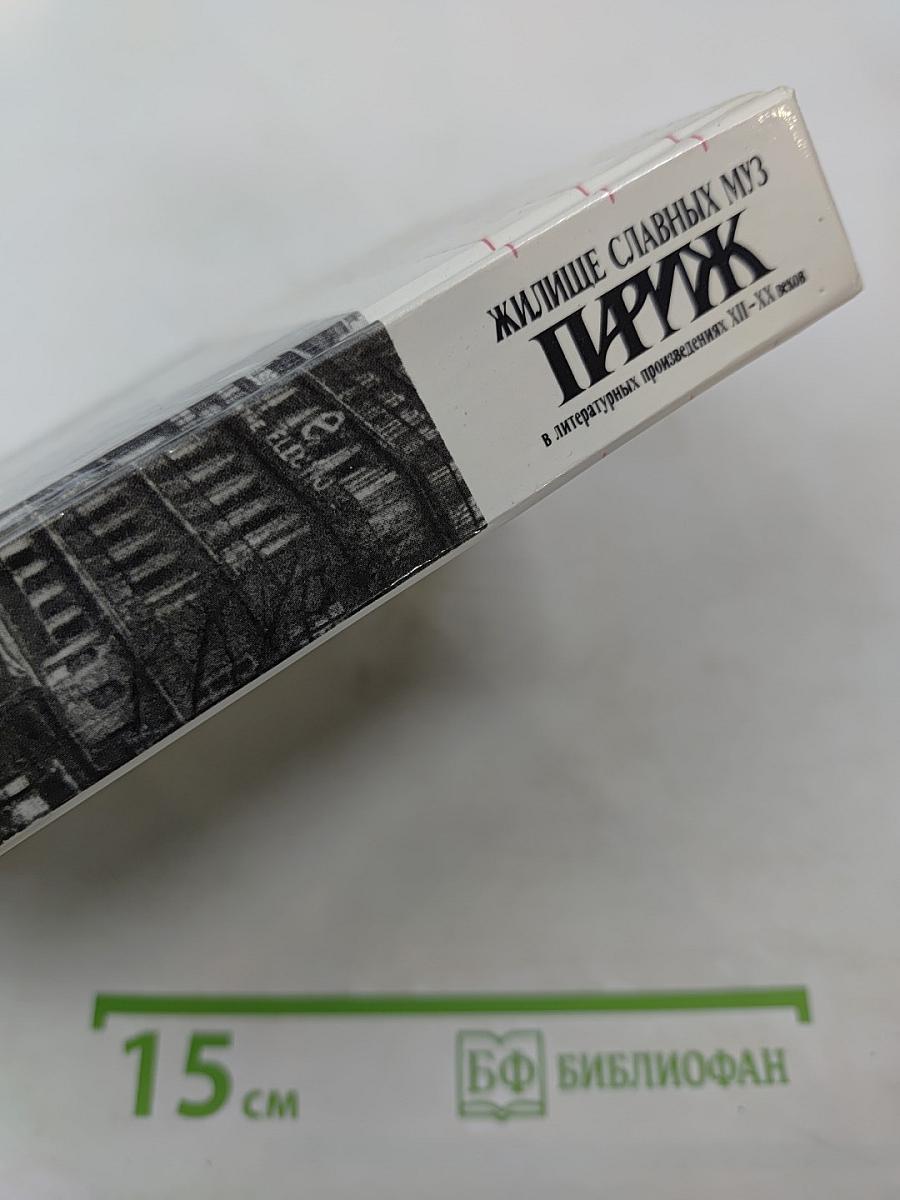 ЖИЛИЩЕ СЛАВНЫХ МУЗ
ПАРИЖ
в литературных произведениях XII–XX веков
15 см
БФ БИБЛИОФАН